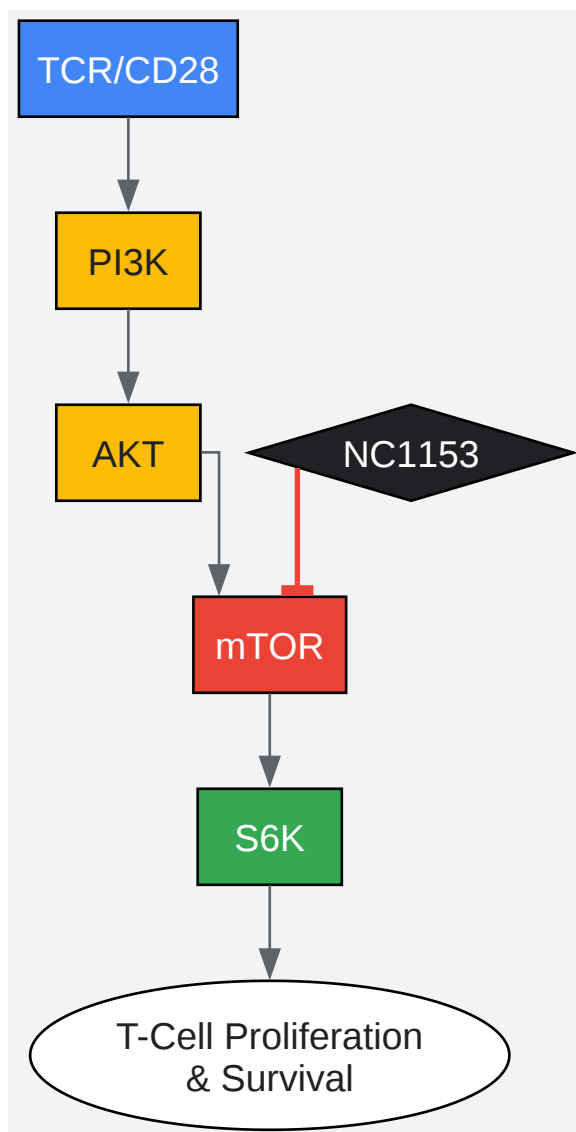 TCR/CD28
PI3K
AKT
NC1153
mTOR
S6K
T-Cell Proliferation
& Survival